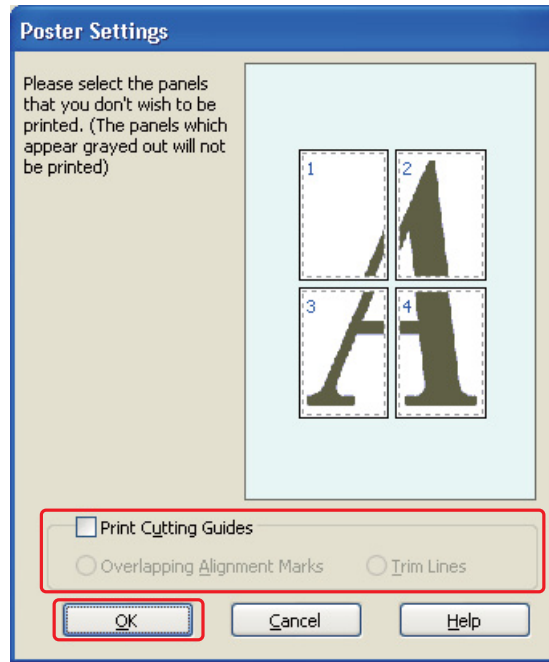 Poster Settings
Please select the panels
that you don't wish to be
printed. (The panels which
appear grayed out will not
be printed)
1
2
3
4
Print Cutting Guides
Overlapping Alignment Marks
Trim Lines
OK
Cancel
Help